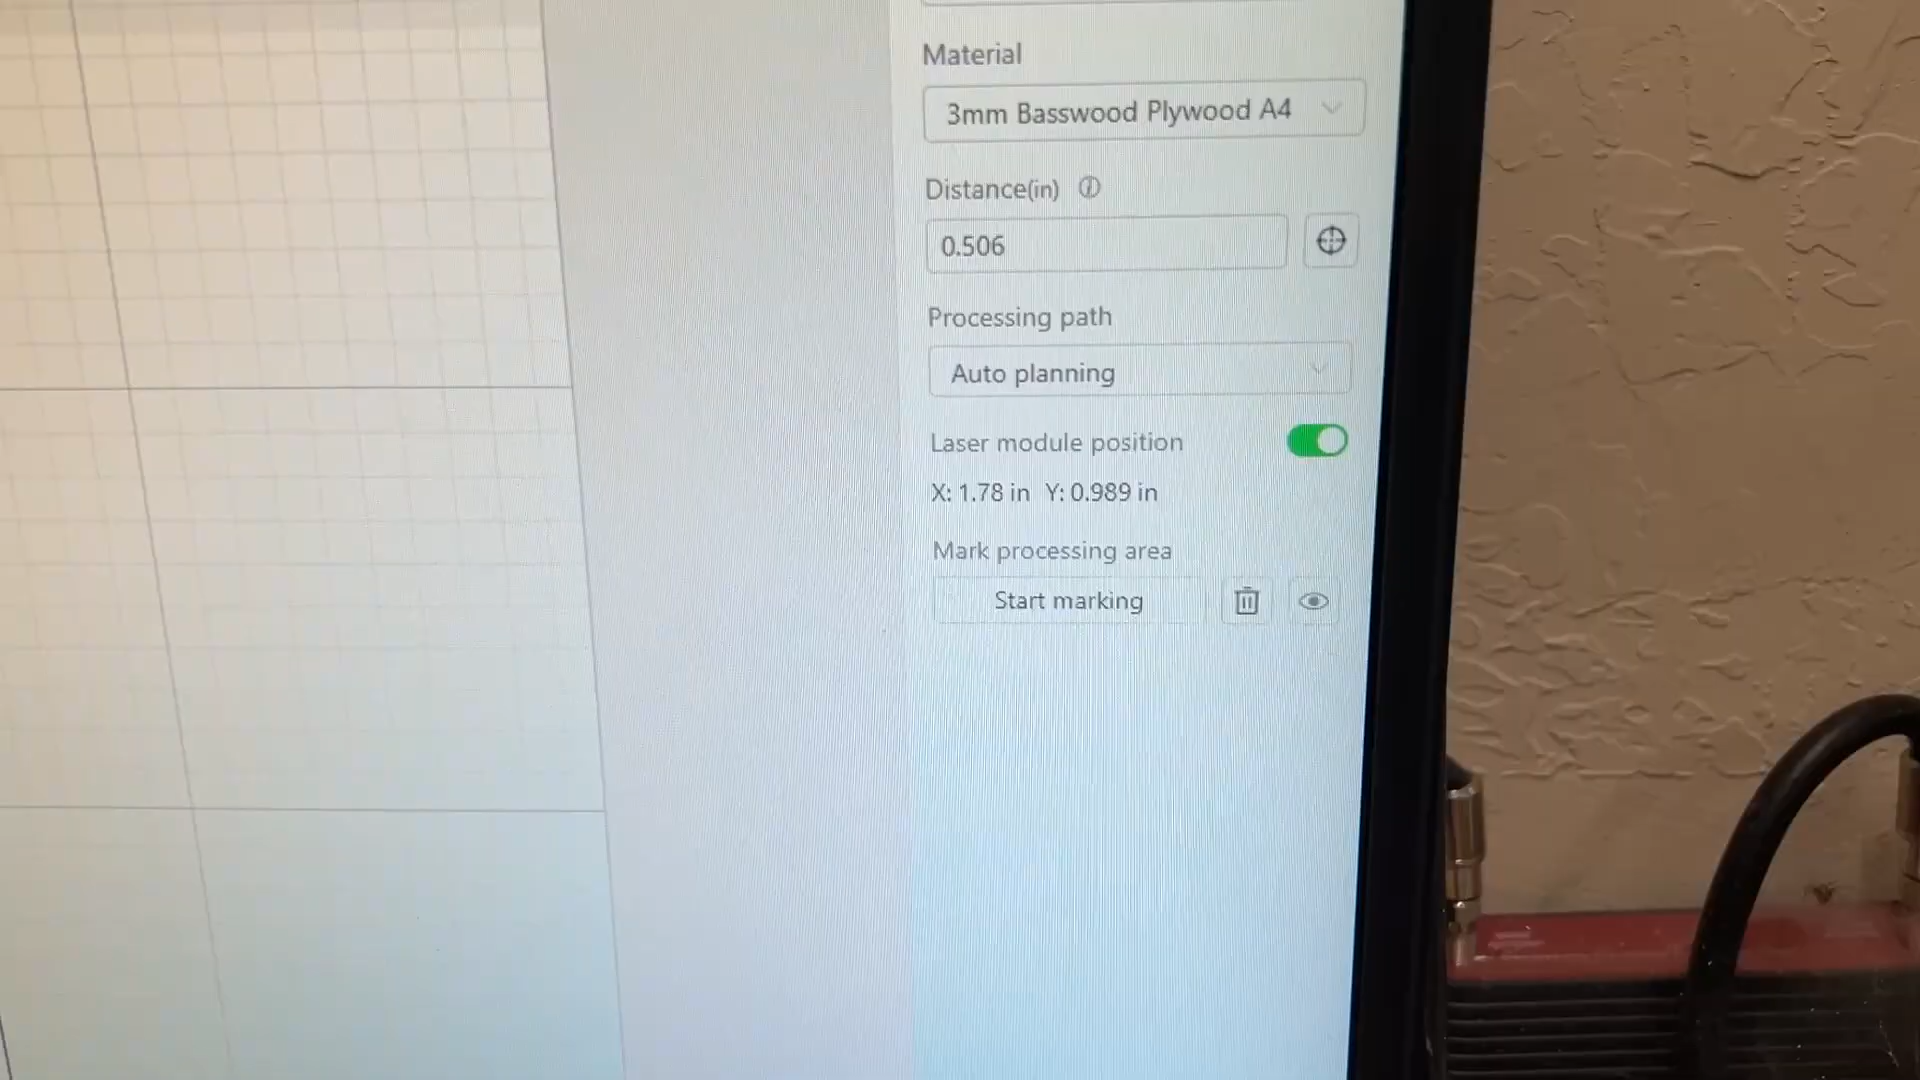 Material
3mm Basswood Plywood A4
Distance(in)
0.506
Processing path
Auto planning
Laser module position
X: 1.78 in Y: 0.989 in
Mark processing area
Start marking